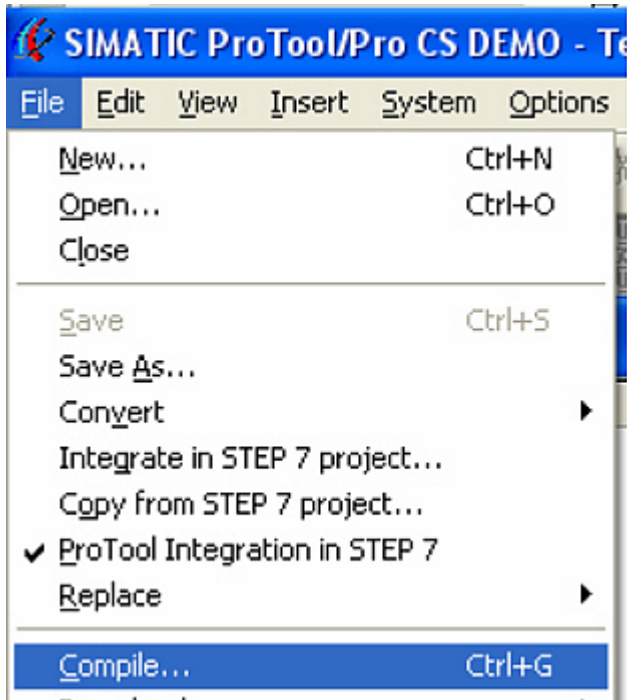 SIMATIC ProTool/Pro CS DEMO - Te
File Edit View Insert System Options
New... Ctrl+N
Open... Ctrl+O
Close
Save Ctrl+S
Save As...
Convert
Integrate in STEP 7 project...
Copy from STEP 7 project...
ProTool Integration in STEP 7
Replace
Compile... Ctrl+G